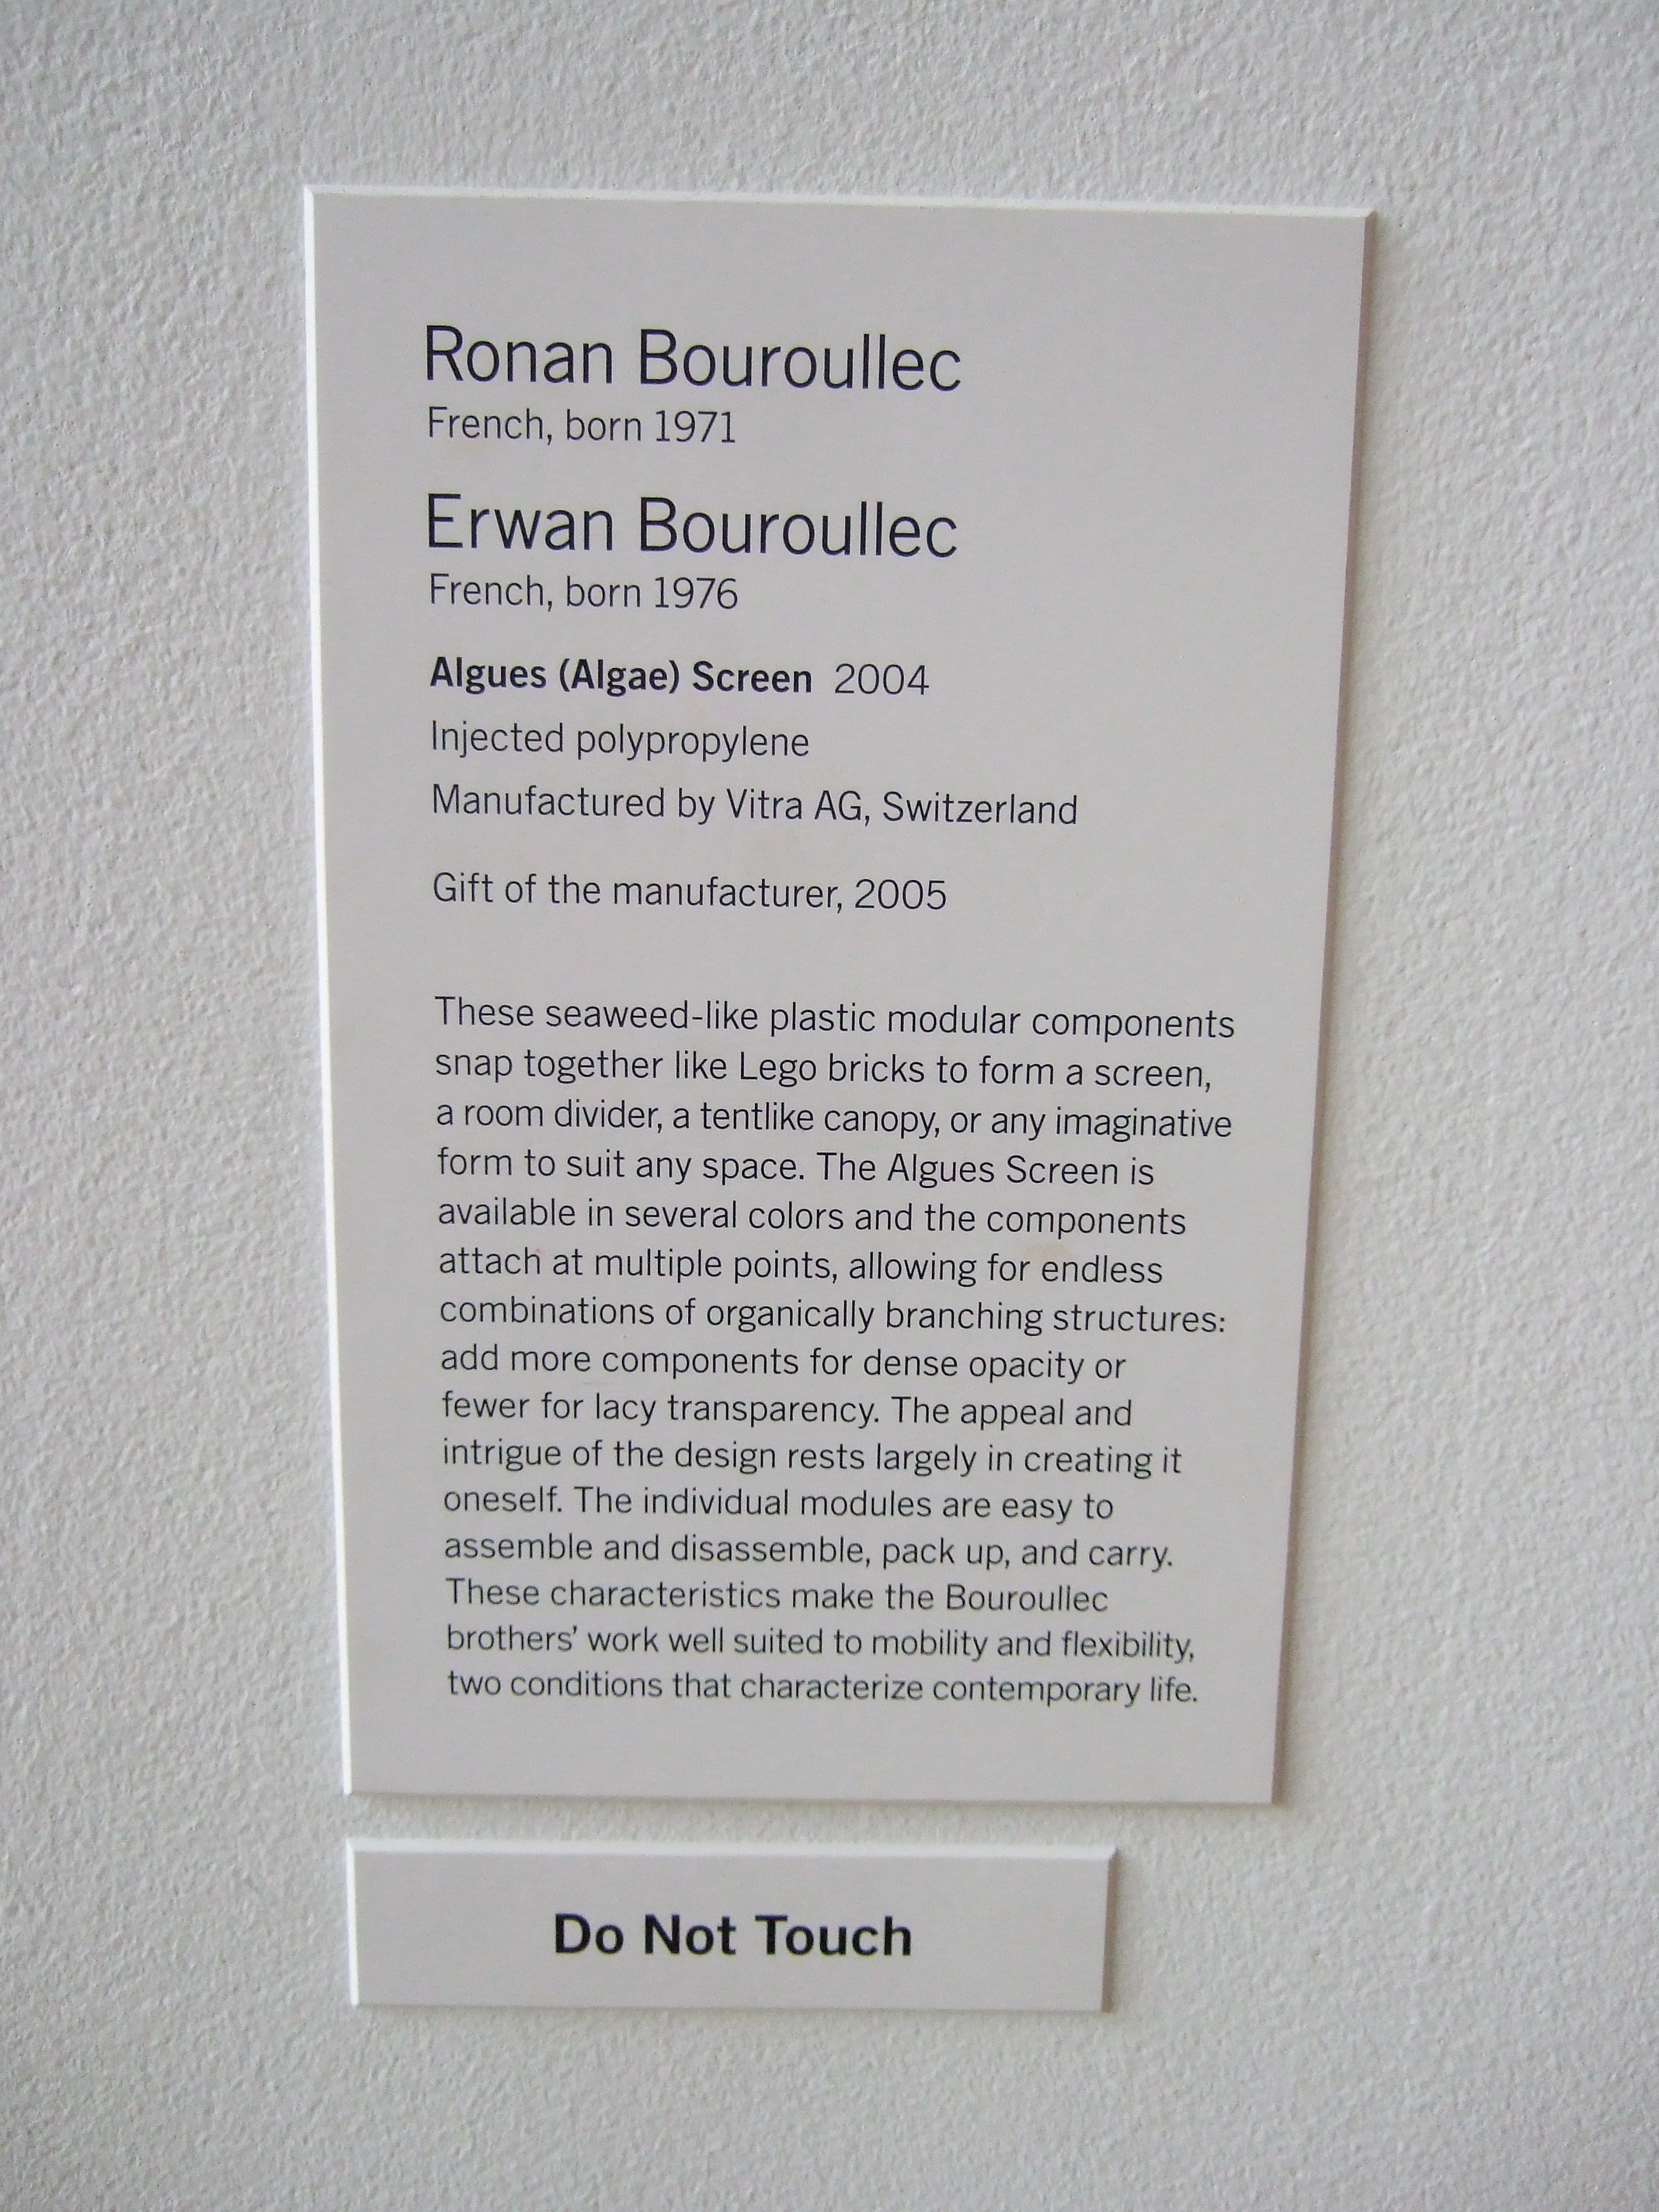 Ronan Bouroullec
French, born 1971
Erwan Bouroullec
French, born 1976
Algues (Algae) Screen 2004
Injected polypropylene
Manufactured by Vitra AG, Switzerland
Gift of the manufacturer, 2005
These seaweed-like plastic modular components
snap together like Lego bricks to form a screen,
a room divider, a tentlike canopy, or any imaginative
form to suit any space. The Algues Screen is
available in several colors and the components
attach at multiple points, allowing for endless
combinations of organically branching structures:
add more components for dense opacity or
fewer for lacy transparency. The appeal and
intrigue of the design rests largely in creating it
oneself. The individual modules are easy to
assemble and disassemble, pack up, and carry.
These characteristics make the Bouroullec
brothers’ work well suited to mobility and flexibility,
two conditions that characterize contemporary life.
Do Not Touch